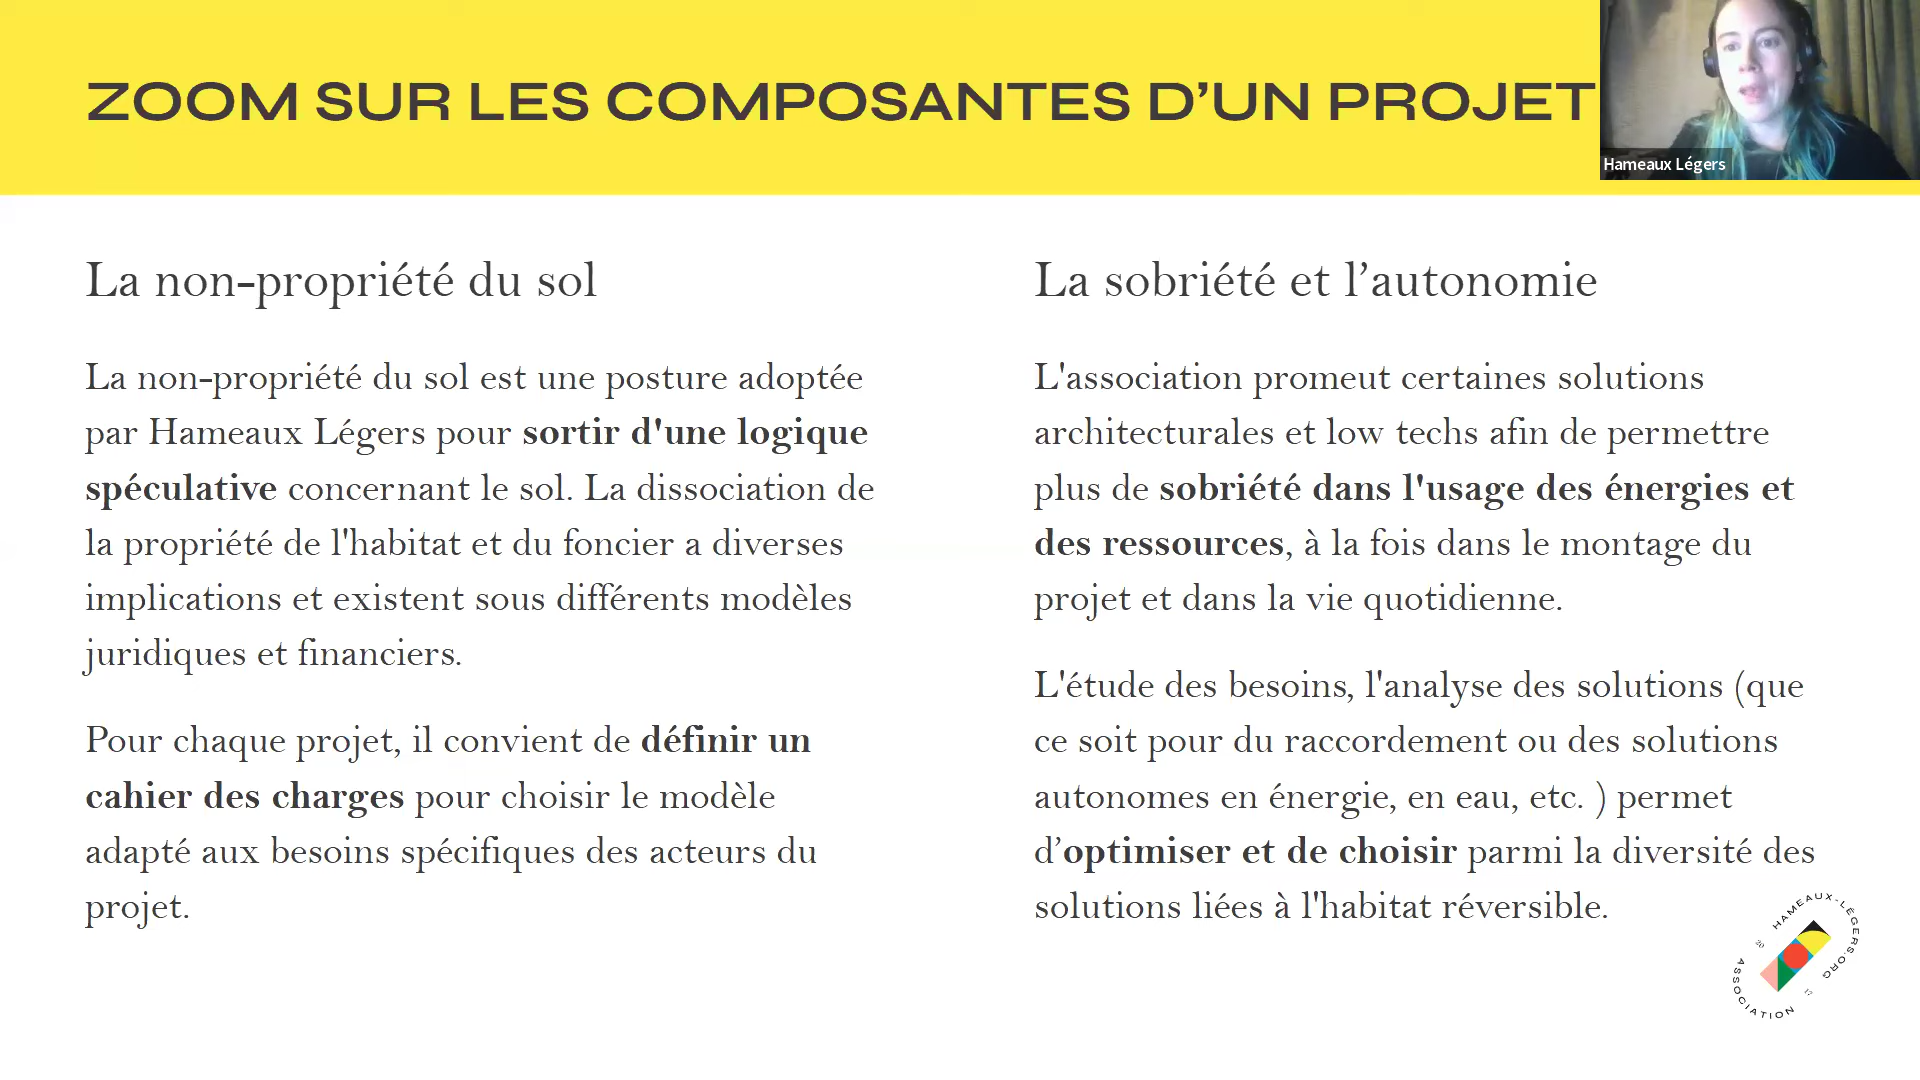 ZOOM SUR LES COMPOSANTES D’UN PROJET
Hameaux Légers
La non-propriété du sol
La non-propriété du sol est une posture adoptée
par Hameaux Légers pour sortir d'une logique
spéculative concernant le sol. La dissociation de
la propriété de l'habitat et du foncier a diverses
implications et existent sous différents modèles
juridiques et financiers.
Pour chaque projet, il convient de définir un
cahier des charges pour choisir le modèle
adapté aux besoins spécifiques des acteurs du
projet.
La sobriété et l’autonomie
L'association promeut certaines solutions
architecturales et low techs afin de permettre
plus de sobriété dans l'usage des énergies et
des ressources, à la fois dans le montage du
projet et dans la vie quotidienne.
L'étude des besoins, l'analyse des solutions (que
ce soit pour du raccordement ou des solutions
autonomes en énergie, en eau, etc. ) permet
d’optimiser et de choisir parmi la diversité des
solutions liées à l'habitat réversible.
HAMEAUX-LÉGERS.ORG
20
17
ASSOCIATION